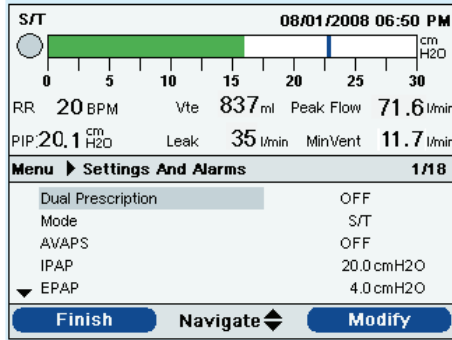 S/T 08/01/2008 06:50 PM
cm
H2O
0 5 10 15 20 25 30
RR 20 BPM Vte 837 ml Peak Flow 71.6 l/min
PIP: 20.1 cm H2O Leak 35 l/min MinVent 11.7 l/min
Menu Settings And Alarms 1/18
Dual Prescription OFF
Mode S/T
AVAPS OFF
IPAP 20.0 cmH2O
EPAP 4.0 cmH2O
Finish Navigate Modify